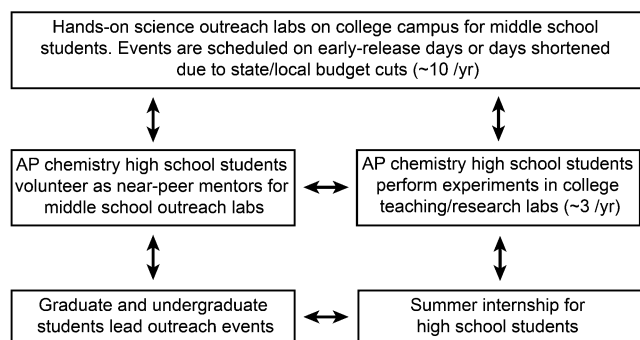 Hands-on science outreach labs on college campus for middle school
students. Events are scheduled on early-release days or days shortened
due to state/local budget cuts (~10 /yr)
AP chemistry high school students
volunteer as near-peer mentors for
middle school outreach labs
AP chemistry high school students
perform experiments in college
teaching/research labs (~3 /yr)
Graduate and undergraduate
students lead outreach events
Summer internship for
high school students